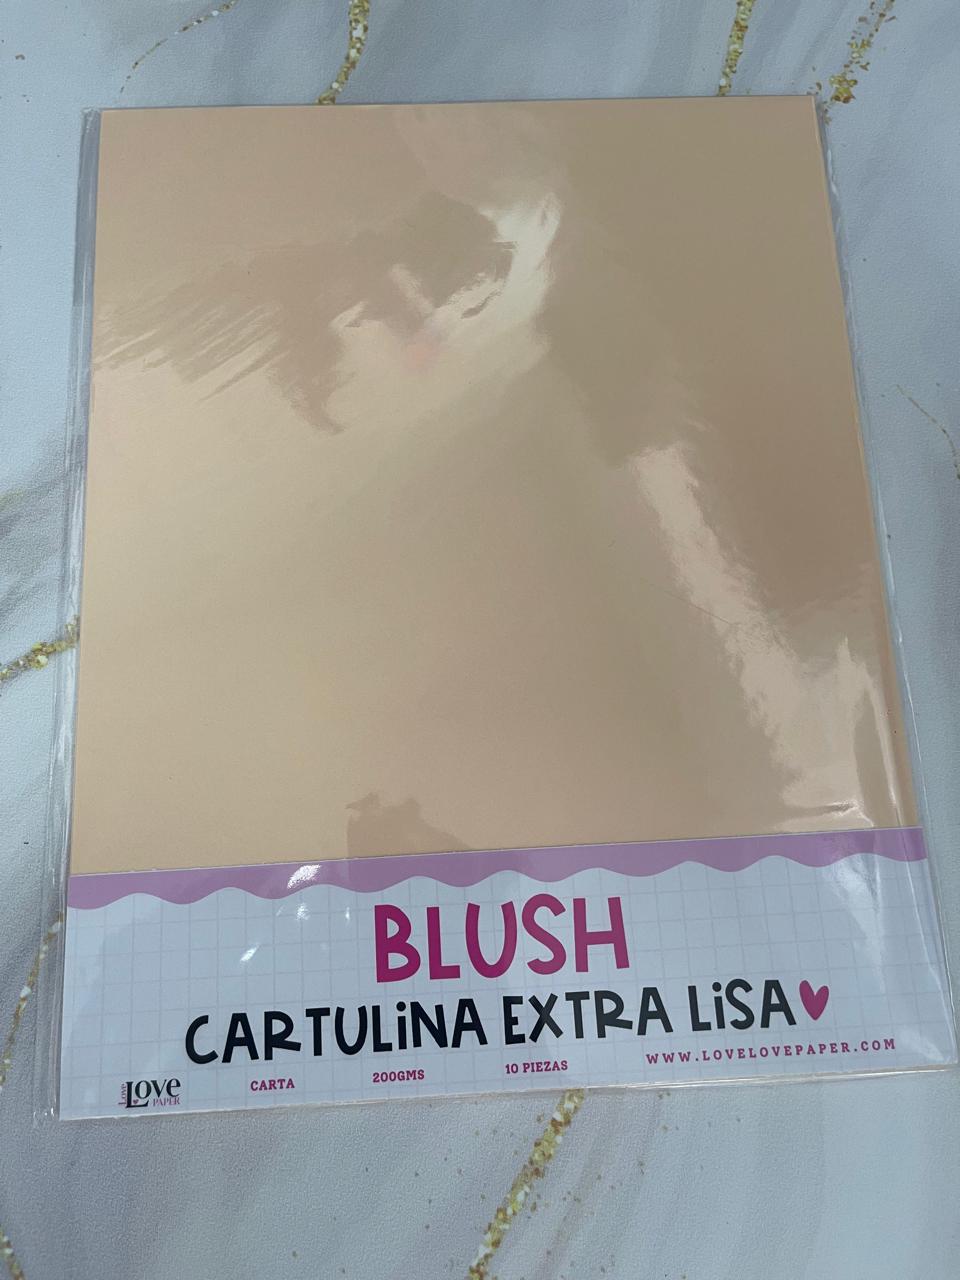 BLUSH
CARTULiNA EXTRA LiSA
Love Love PAPER
CARTA 200GMS 10 PIEZAS WWW.LOVELOVEPAPER.COM